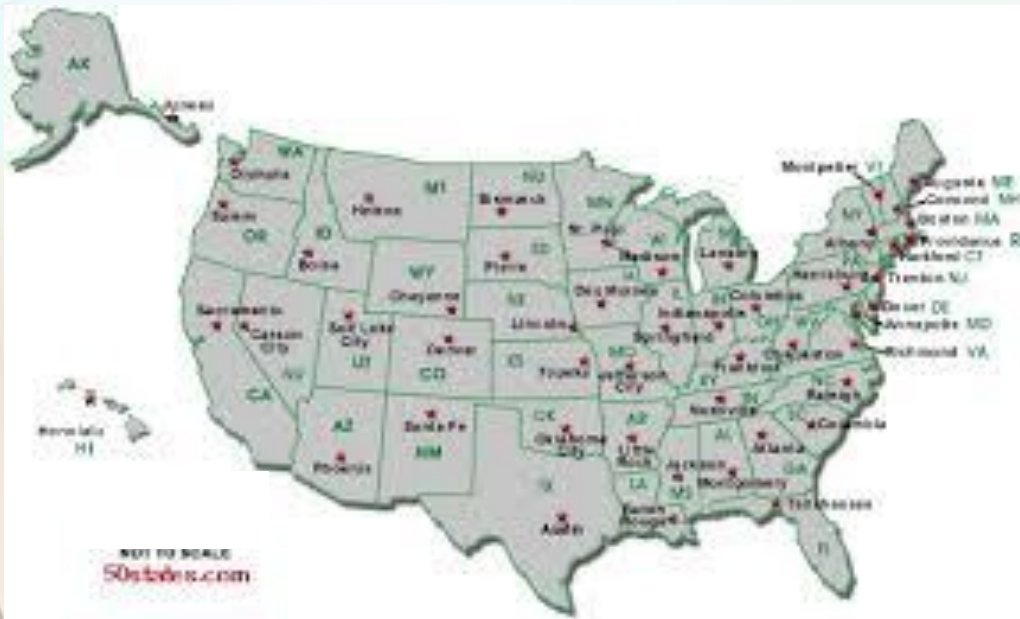 AK
Juneau
WA
Olympia
MT
Helena
ND
Bismarck
MN
St. Paul
Salem
OR
ID
Boise
SD
Pierre
WI
Madison
Lansing
Montpelier VT
Augusta ME
Concord NH
Boston MA
Providence R
Hartford CT
NY
Albany
PA
Harrisburg
Trenton NJ
Dover DE
Annapolis MD
Richmond VA
WY
Cheyenne
NE
Lincoln
IA
Des Moines
IL
Springfield
IN
Indianapolis
OH
Columbus
WV
Charleston
KY
Frankfort
Sacramento
CA
Carson
City
NV
Salt Lake
City
UT
Denver
CO
KS
Topeka
MO
Jefferson
City
TN
Nashville
NC
Raleigh
SC
Columbia
AZ
Phoenix
Santa Fe
NM
OK
Oklahoma
City
AR
Little
Rock
TX
Austin
LA
Baton
Rouge
Jackson
MS
AL
Montgomery
Atlanta
GA
Tallahassee
FL
Honolulu
HI
NOT TO SCALE
50states.com